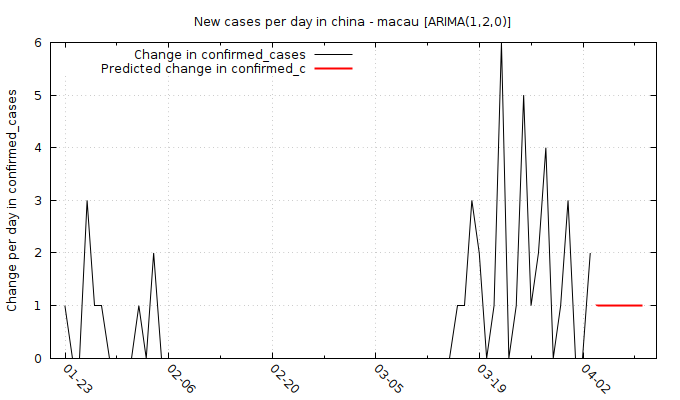 New cases per day in china - macau [ARIMA(1,2,0)]
Change in confirmed_cases
Predicted change in confirmed_c
Change per day in confirmed_cases
6
5
4
3
2
1
0
01-23 02-06 02-20 03-05 03-19 04-02